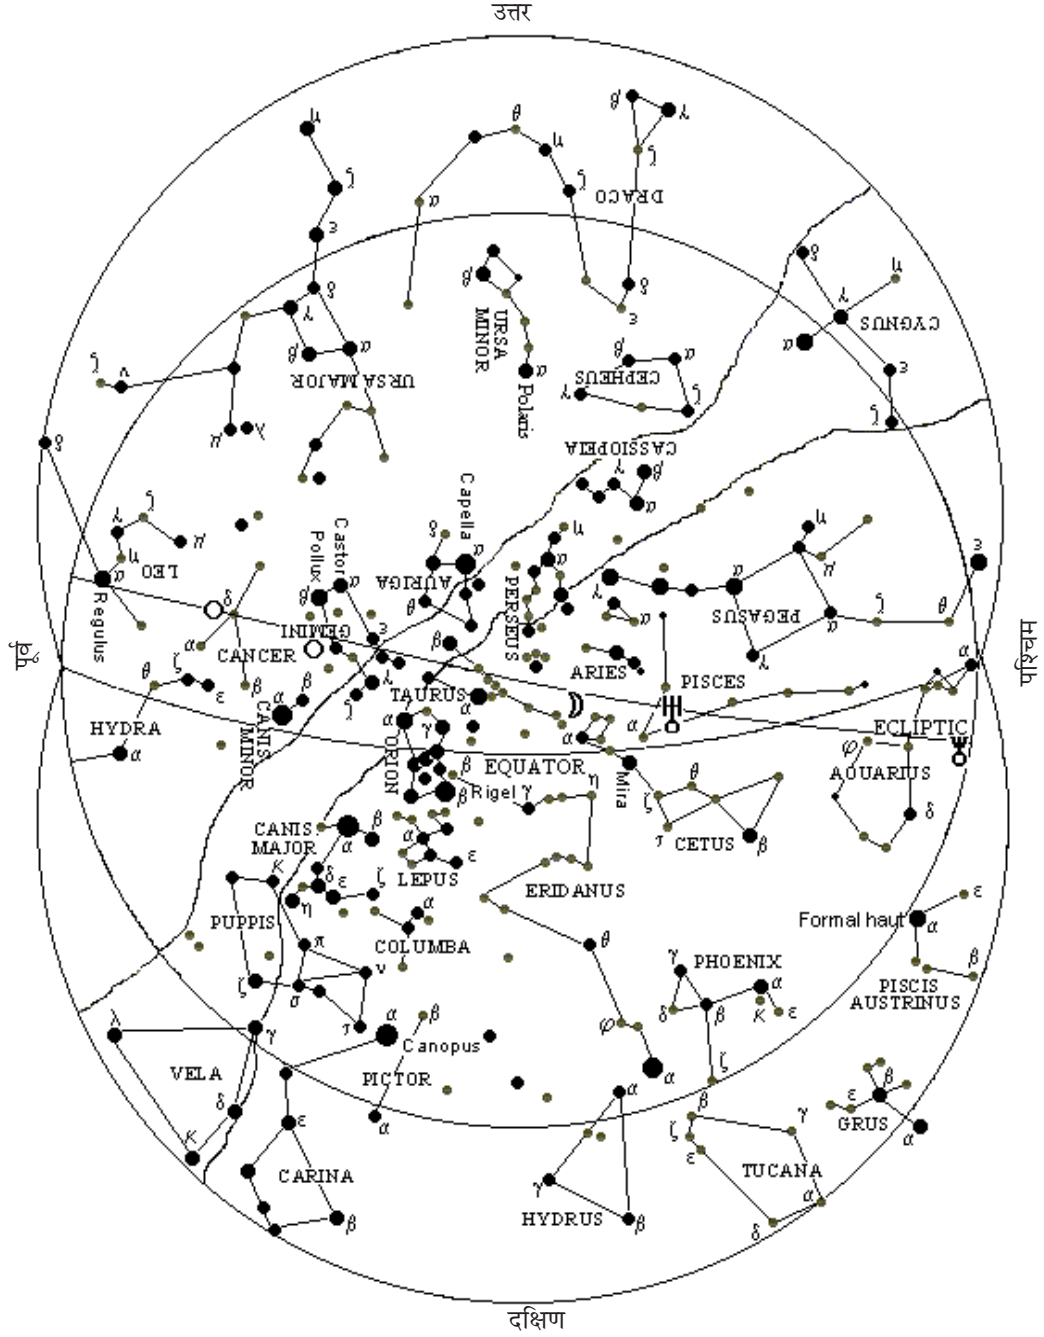 उत्तर
μ
ζ
ε
δ
γ
β
α
URSA MAJOR
ζ
ν
μ
λ
θ
μ
α
ζ
β
γ
ζ
DRACO
δ
ε
β
URSA
MINOR
α
Polaris
β
α
CEPHEUS
γ
ζ
CASSIOPEIA
γ
β
α
δ
μ
γ
CYGNUS
α
ε
ζ
δ
ζ
λ
μ
μ
LEO
α
Regulus
Castor
Pollux
α
β
GEMINI
ε
λ
ζ
Capella
δ
α
AURIGA
θ
β
μ
α
PERSEUS
γ
α
α
PEGASUS
μ
μ
α
ζ
θ
ε
γ
α
δ
α
CANCER
β
पूर्व
पश्चिम
θ
ζ
ε
HYDRA
α
β
α
CANIS
MINOR
TAURUS
α
ARIES
PISCES
α
α
ECLIPTIC
α
γ
ORION
β
Rigel
β
γ
EQUATOR
η
Mira
ζ
θ
τ
CETUS
β
φ
AQUARIUS
δ
CANIS
MAJOR
α
β
δ
ε
ζ
η
α
LEPUS
ε
ERIDANUS
θ
φ
α
κ
PUPPIS
ζ
π
ν
σ
τ
α
COLUMBA
Formal haut
ε
α
β
PISCIS
AUSTRINUS
γ
PHOENIX
α
δ
β
κ
ε
ζ
λ
γ
VELA
δ
κ
α
β
Canopus
PICTOR
α
ε
CARINA
β
α
γ
HYDRUS
β
β
γ
ζ
ε
TUCANA
α
δ
ε
β
GRUS
α
दक्षिण